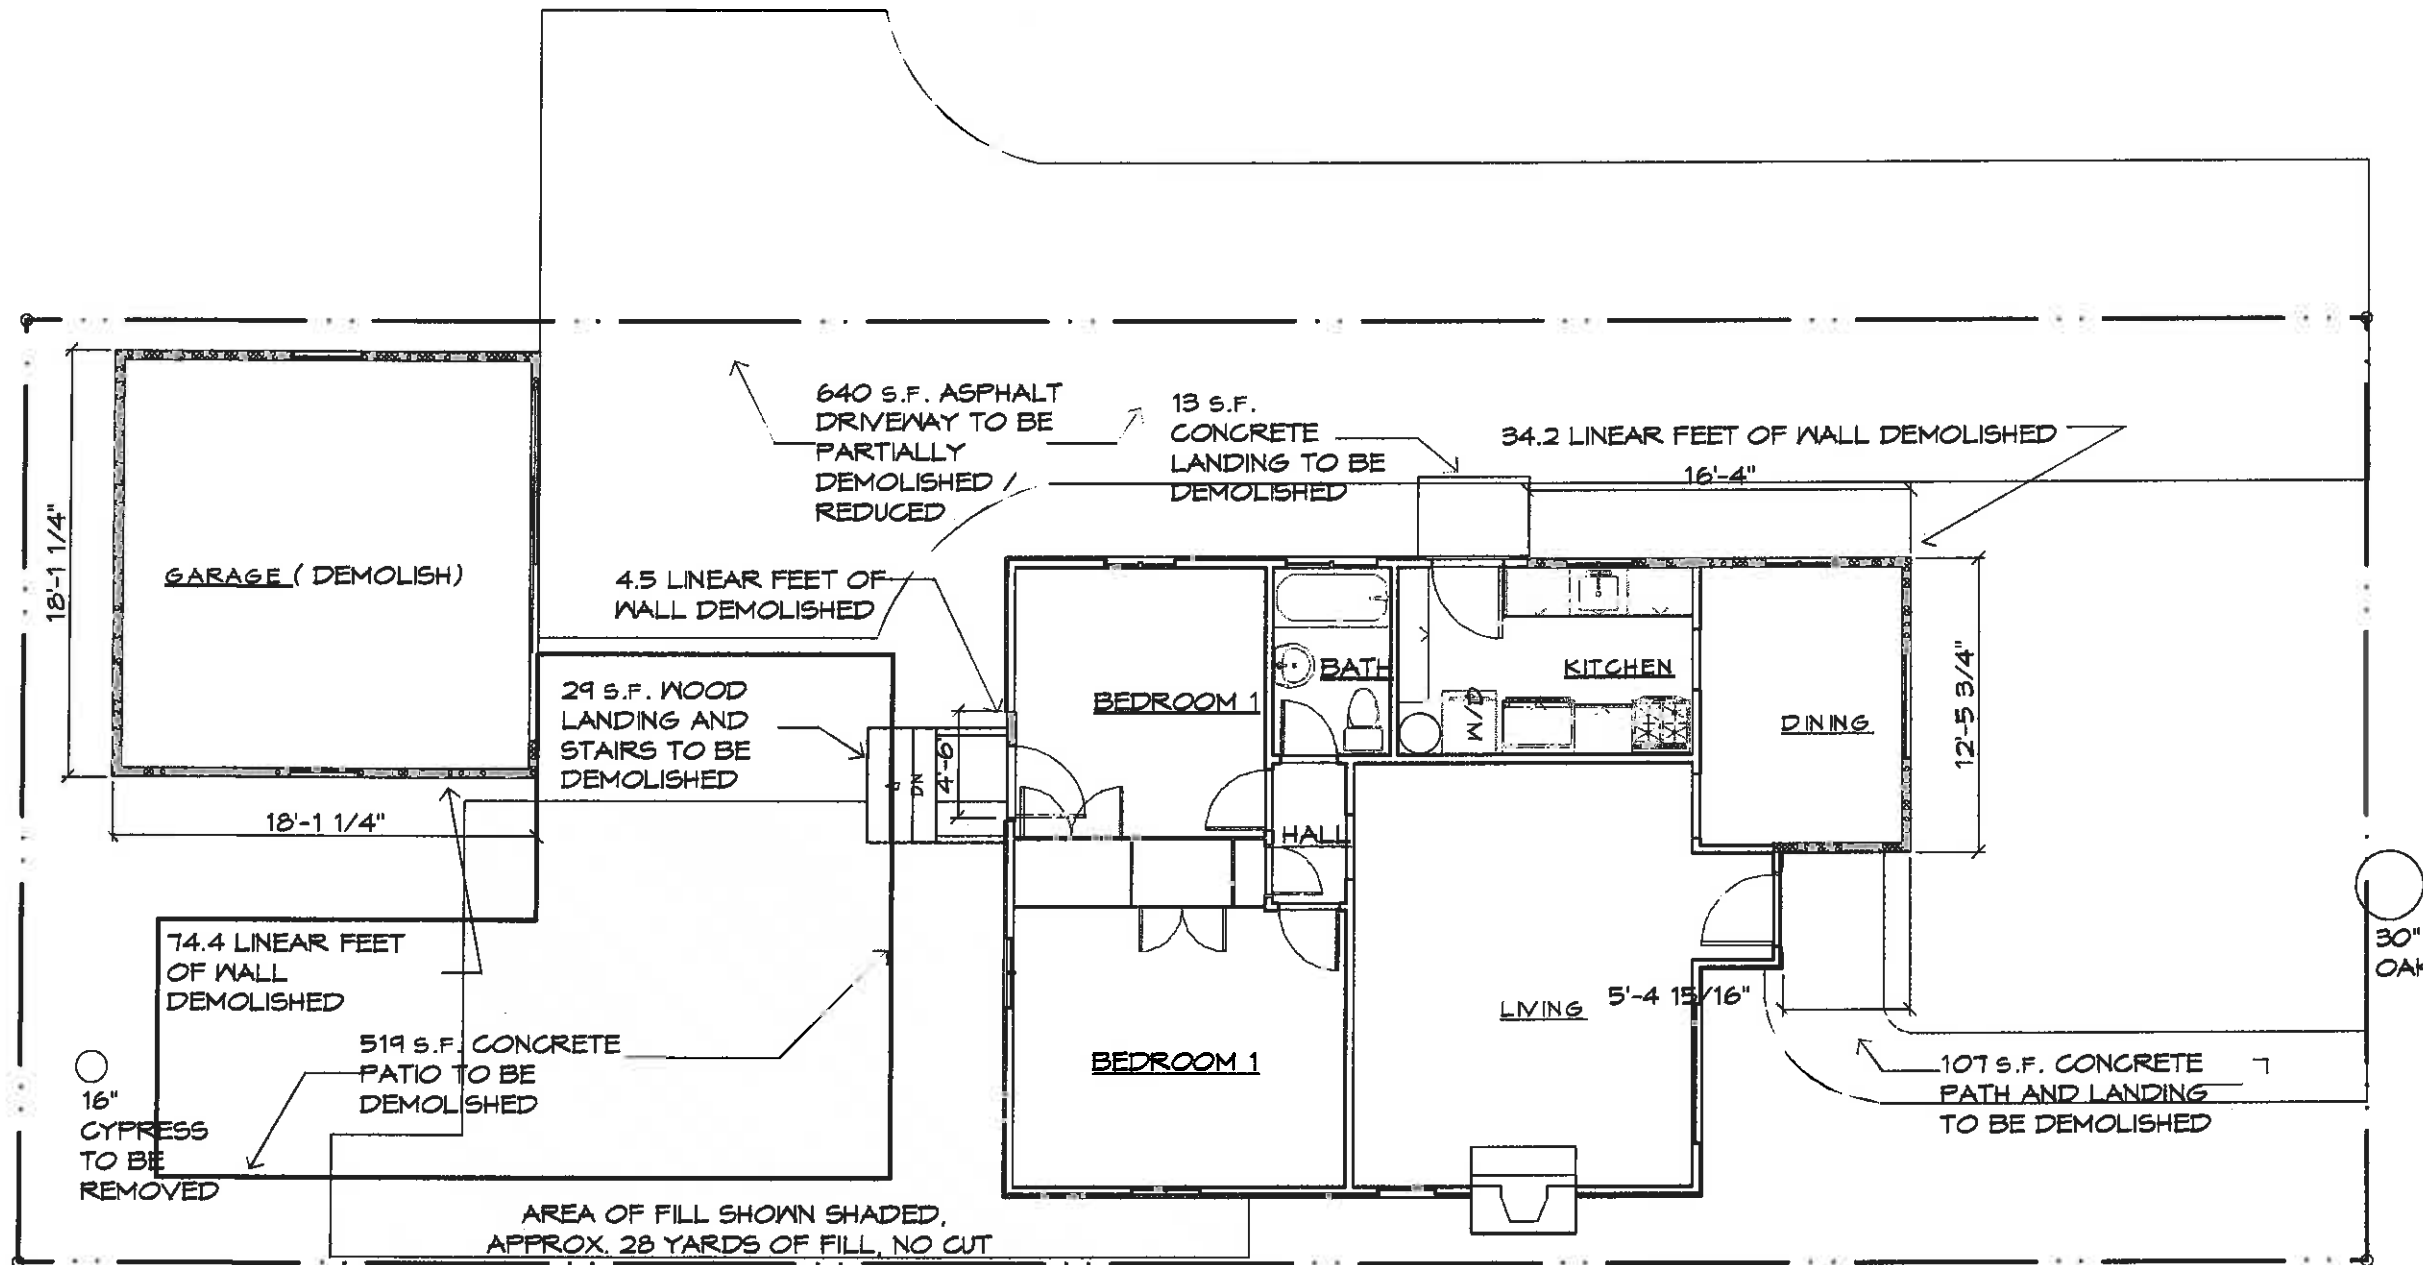 640 S.F. ASPHALT
DRIVEWAY TO BE
PARTIALLY
DEMOLISHED /
REDUCED
13 S.F.
CONCRETE
LANDING TO BE
DEMOLISHED
34.2 LINEAR FEET OF WALL DEMOLISHED
16'-4"
18'-1 1/4"
GARAGE ( DEMOLISH)
4.5 LINEAR FEET OF
WALL DEMOLISHED
29 S.F. WOOD
LANDING AND
STAIRS TO BE
DEMOLISHED
DN
4'-6"
BEDROOM 1
BATH
KITCHEN
W/D
DINING
12'-5 3/4"
18'-1 1/4"
HALL
74.4 LINEAR FEET
OF WALL
DEMOLISHED
519 S.F. CONCRETE
PATIO TO BE
DEMOLISHED
16"
CYPRESS
TO BE
REMOVED
BEDROOM 1
LIVING
5'-4 15/16"
30"
OAK
107 S.F. CONCRETE
PATH AND LANDING
TO BE DEMOLISHED
AREA OF FILL SHOWN SHADED,
APPROX. 28 YARDS OF FILL, NO CUT